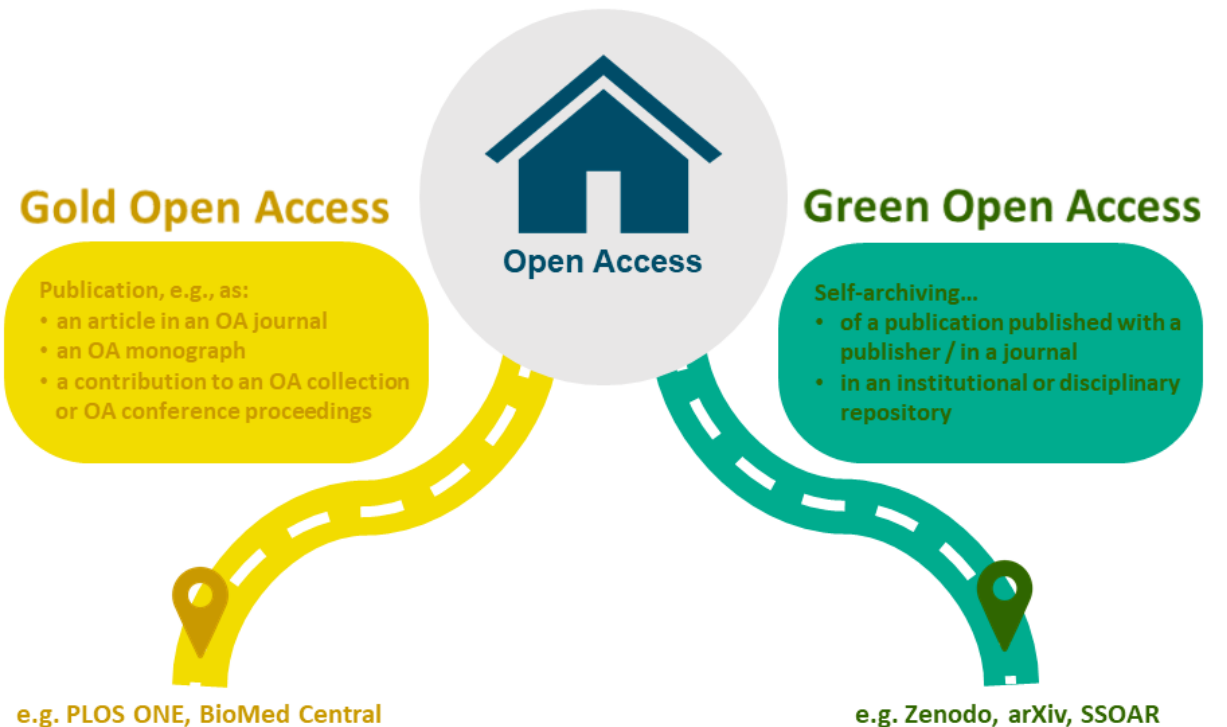 Open Access
Gold Open Access
Publication, e.g., as:
• an article in an OA journal
• an OA monograph
• a contribution to an OA collection
or OA conference proceedings
e.g. PLOS ONE, BioMed Central
Green Open Access
Self-archiving...
• of a publication published with a
publisher / in a journal
• in an institutional or disciplinary
repository
e.g. Zenodo, arXiv, SSOAR